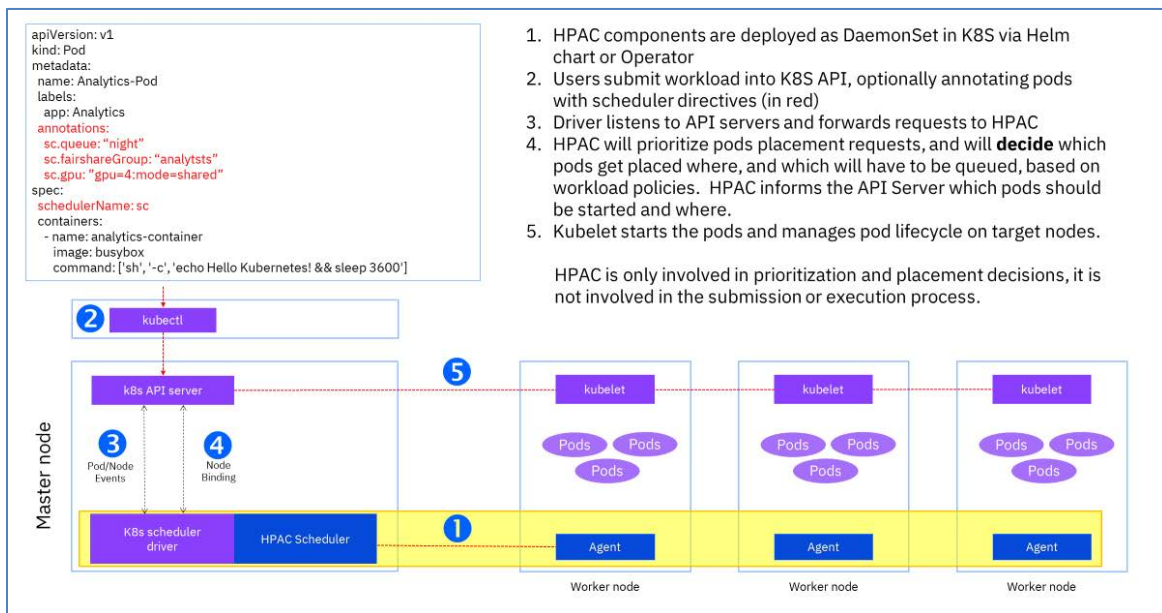 apiVersion: v1
kind: Pod
metadata:
name: Analytics-Pod
labels:
app: Analytics
annotations:
sc.queue: “night”
sc.fairshareGroup: “analytsts”
sc.gpu: “gpu=4:mode=shared”
spec:
schedulerName: sc
containers:
- name: analytics-container
image: busybox
command: ['sh', '-c', 'echo Hello Kubernetes! && sleep 3600']
1. HPAC components are deployed as DaemonSet in K8S via Helm
chart or Operator
2. Users submit workload into K8S API, optionally annotating pods
with scheduler directives (in red)
3. Driver listens to API servers and forwards requests to HPAC
4. HPAC will prioritize pods placement requests, and will decide which
pods get placed where, and which will have to be queued, based on
workload policies. HPAC informs the API Server which pods should
be started and where.
5. Kubelet starts the pods and manages pod lifecycle on target nodes.
HPAC is only involved in prioritization and placement decisions, it is
not involved in the submission or execution process.
2
kubectl
Master node
k8s API server
5
kubelet
kubelet
kubelet
3
Pod/Node
Events
4
Node
Binding
Pods
Pods
Pods
Pods
Pods
Pods
Pods
Pods
Pods
K8s scheduler
driver
HPAC Scheduler
1
Agent
Agent
Agent
Worker node
Worker node
Worker node